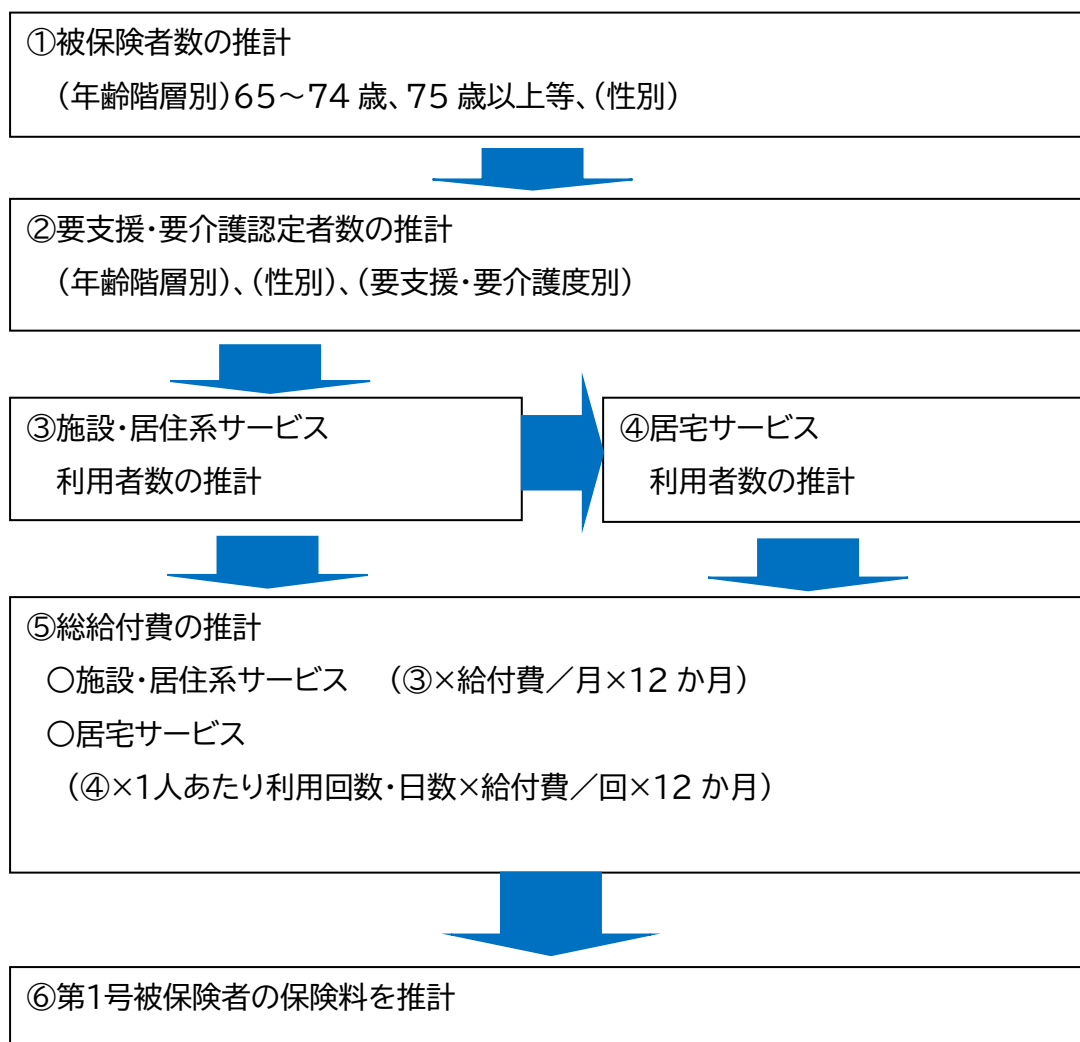 ①被保険者数の推計
(年齢階層別)65~74 歳、75 歳以上等、(性別)
②要支援・要介護認定者数の推計
(年齢階層別)、(性別)、(要支援・要介護度別)
③施設・居住系サービス
利用者数の推計
④居宅サービス
利用者数の推計
⑤総給付費の推計
○施設・居住系サービス (③×給付費/月×12 か月)
○居宅サービス
(④×1人あたり利用回数・日数×給付費/回×12 か月)
⑥第1号被保険者の保険料を推計